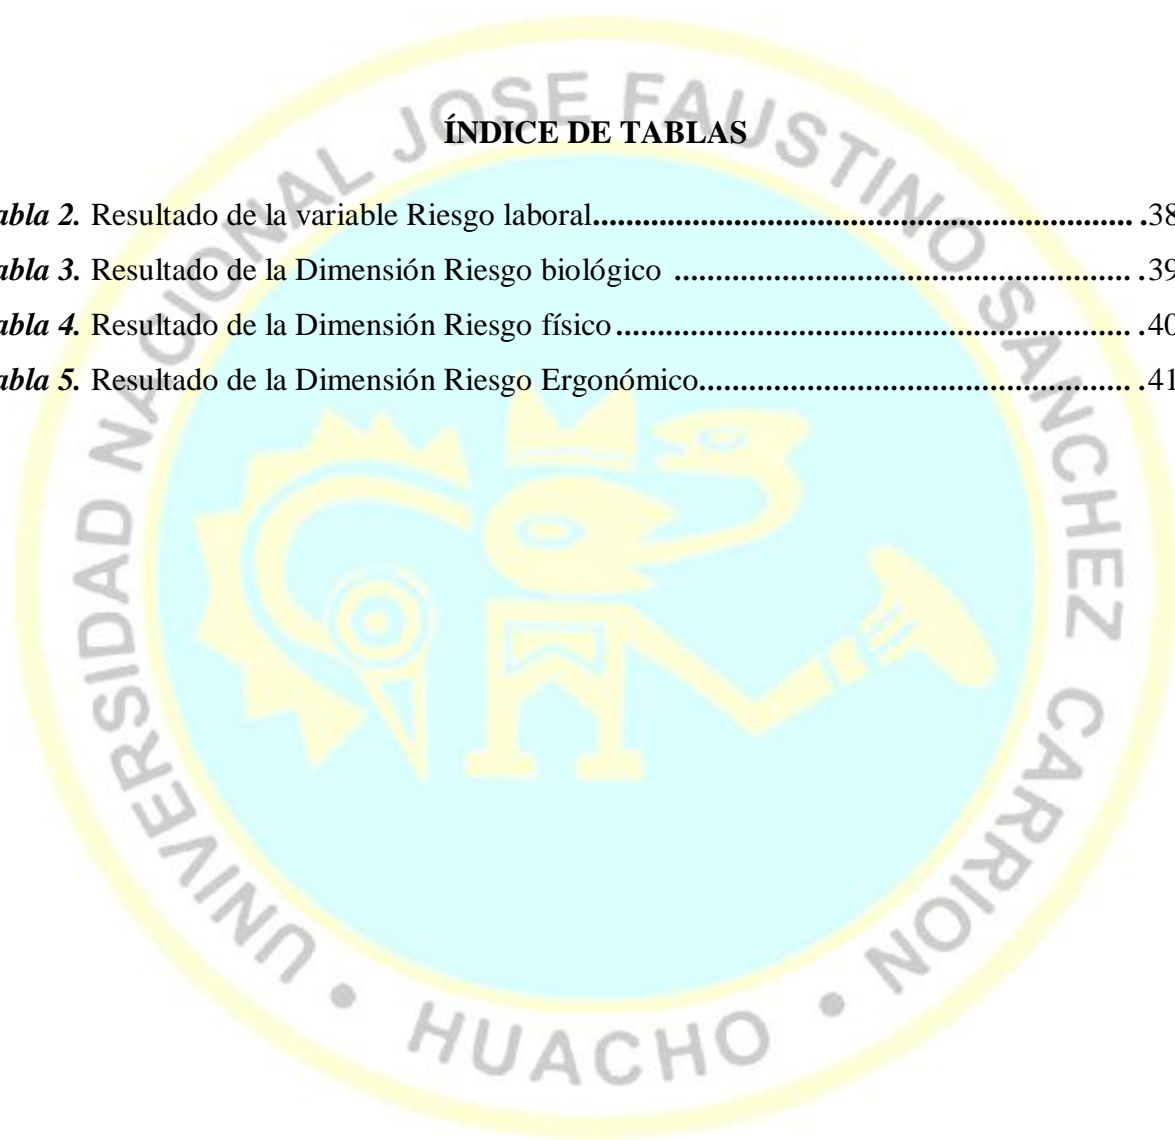 ÍNDICE DE TABLAS
abla 2. Resultado de la variable Riesgo laboral.................................................................. .38
abla 3. Resultado de la Dimensión Riesgo biológico ........................................................ .39
abla 4. Resultado de la Dimensión Riesgo físico............................................................... .40
abla 5. Resultado de la Dimensión Riesgo Ergonómico..................................................... .41
UNIVERSIDAD NACIONAL JOSE FAUSTINO SANCHEZ CARRION • HUACHO •